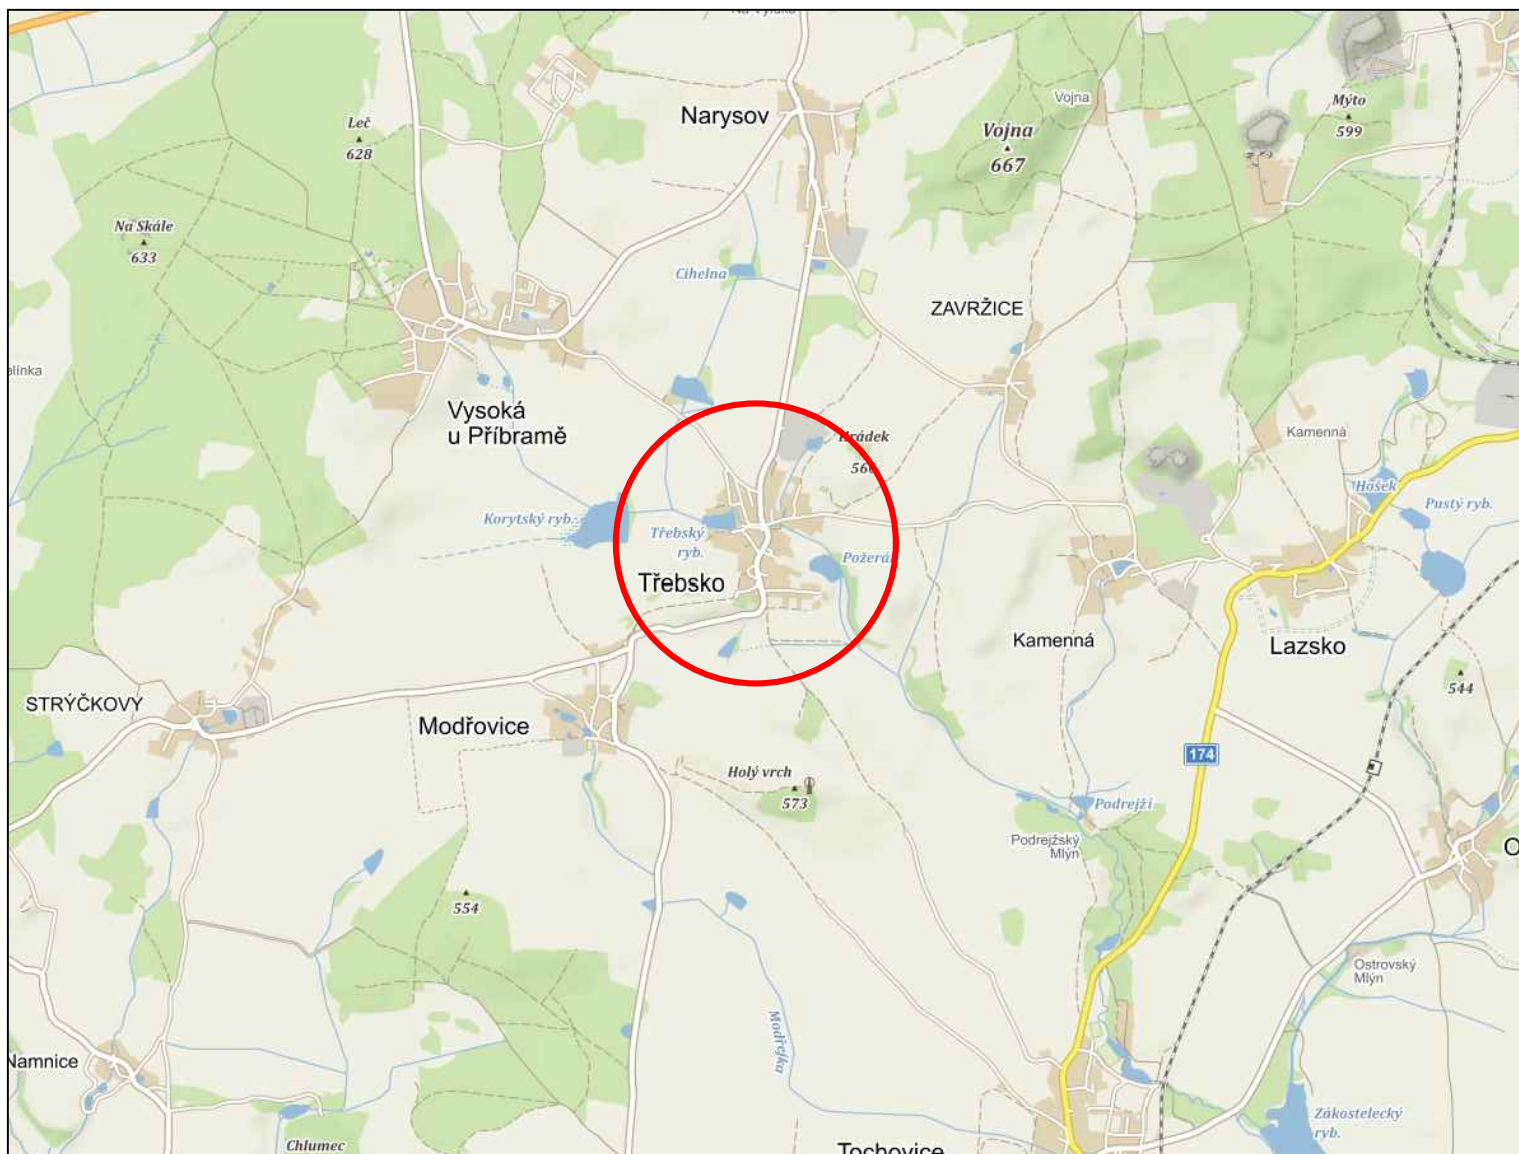 Narysov
Vojna
Vojna
667
Mýto
599
Leč
628
Na Skále
633
Cihelna
ZAVRŽICE
Vysoká
u Příbramě
Hrádek
Kamenná
Hošek
Pustý ryb.
Korytský ryb.
Třebský
ryb.
Třebsko
Kamenná
Lazsko
544
STRÝČKOVY
Modřovice
174
Holý vrch
573
Podrejží
Podrejžský
Mlýn
554
Ostrovský
Mlýn
Modřejka
Namnice
Chlumec
Tochovice
Zákostelecký
ryb.